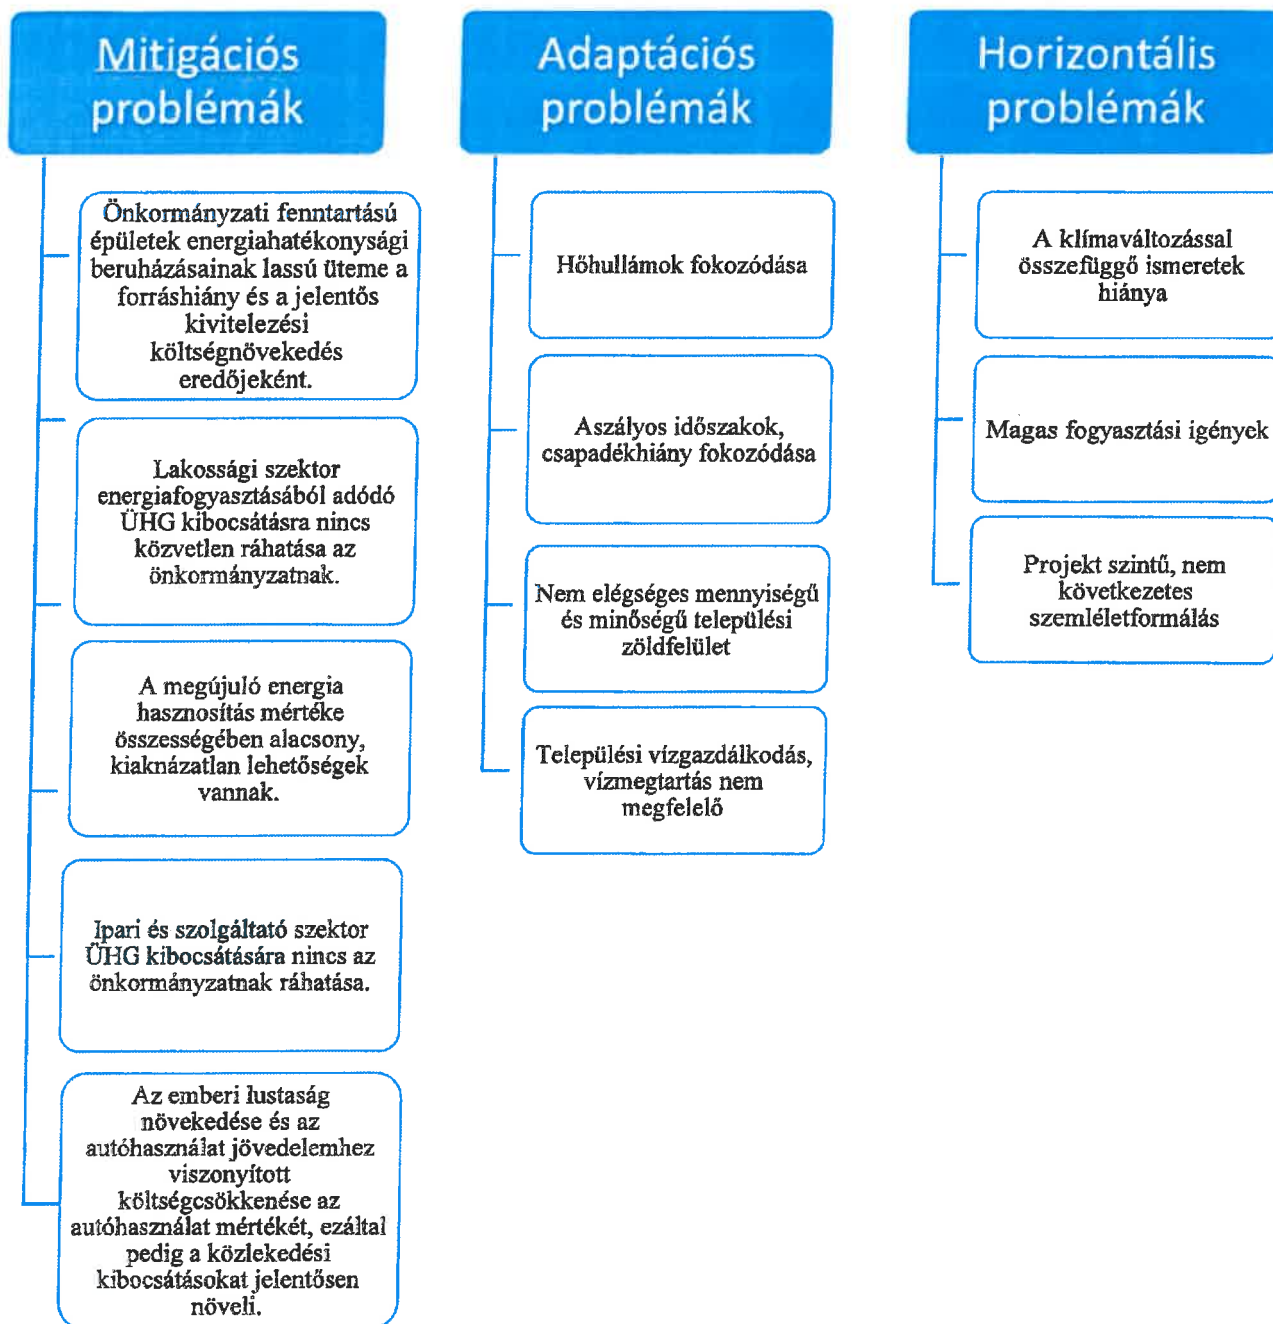 Mitigációs
problémák
Önkormányzati fenntartású
épületek energiahatékonysági
beruházásainak lassú üteme a
forráshiány és a jelentős
kivitelezési
költségnövekedés
eredőjeként.
Lakossági szektor
energiafogyasztásából adódó
ÜHG kibocsátásra nincs
közvetlen ráhatása az
önkormányzatnak.
A megújuló energia
hasznosítás mértéke
összességében alacsony,
kiaknázatlan lehetőségek
vannak.
Ipari és szolgáltató szektor
ÜHG kibocsátására nincs az
önkormányzatnak ráhatása.
Az emberi lustaság
növekedése és az
autóhasználat jövedelemhez
viszonyított
költségcsökkenése az
autóhasználat mértékét, ezáltal
pedig a közlekedési
kibocsátásokat jelentősen
növeli.
Adaptációs
problémák
Hőhullámok fokozódása
Aszályos időszakok,
csapadékhiány fokozódása
Nem elégséges mennyiségű
és minőségű települési
zöldfelület
Települési vízgazdálkodás,
vízmegtartás nem
megfelelő
Horizontális
problémák
A klímaváltozással
összefüggő ismeretek
hiánya
Magas fogyasztási igények
Projekt szintű, nem
következetes
szemléletformálás